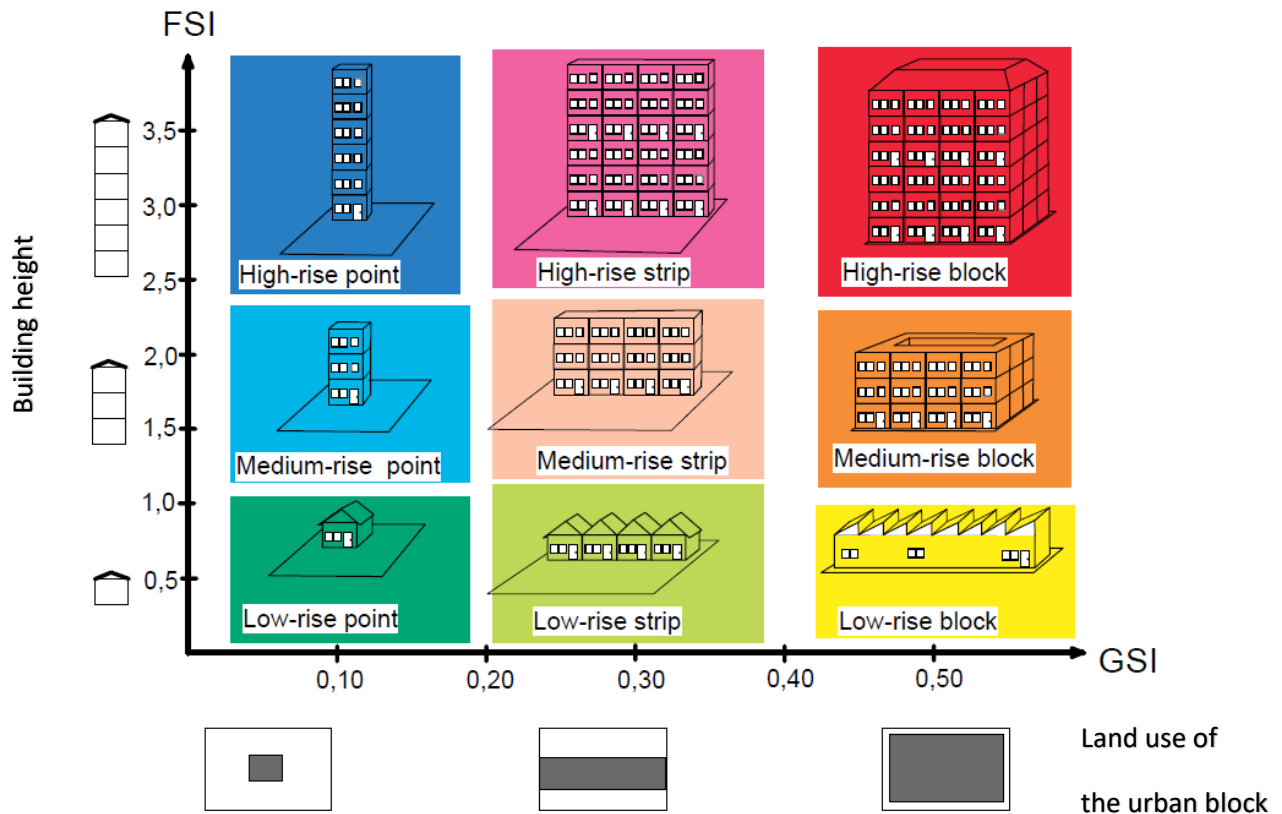 FSI
Building height
3,5
3,0
2,5
2,0
1,5
1,0
0,5
High-rise point
High-rise strip
High-rise block
Medium-rise  point
Medium-rise strip
Medium-rise block
Low-rise point
Low-rise strip
Low-rise block
0,10
0,20
0,30
0,40
0,50
GSI
Land use of
the urban block